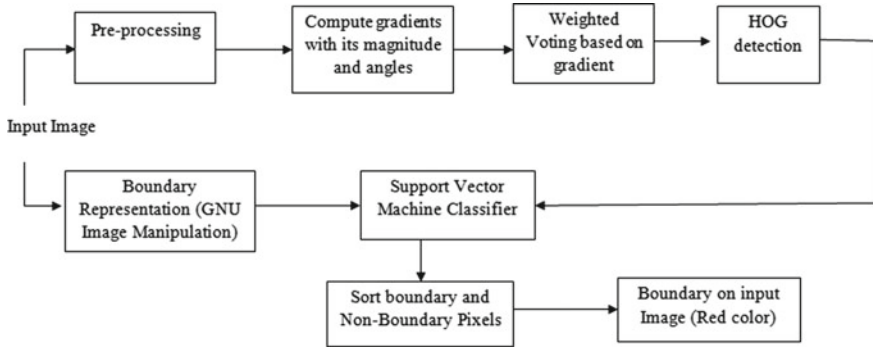 Pre-processing
Compute gradients
with its magnitude
and angles
Weighted
Voting based on
gradient
HOG
detection
Input Image
Boundary
Representation (GNU
Image Manipulation)
Support Vector
Machine Classifier
Sort boundary and
Non-Boundary Pixels
Boundary on input
Image (Red color)